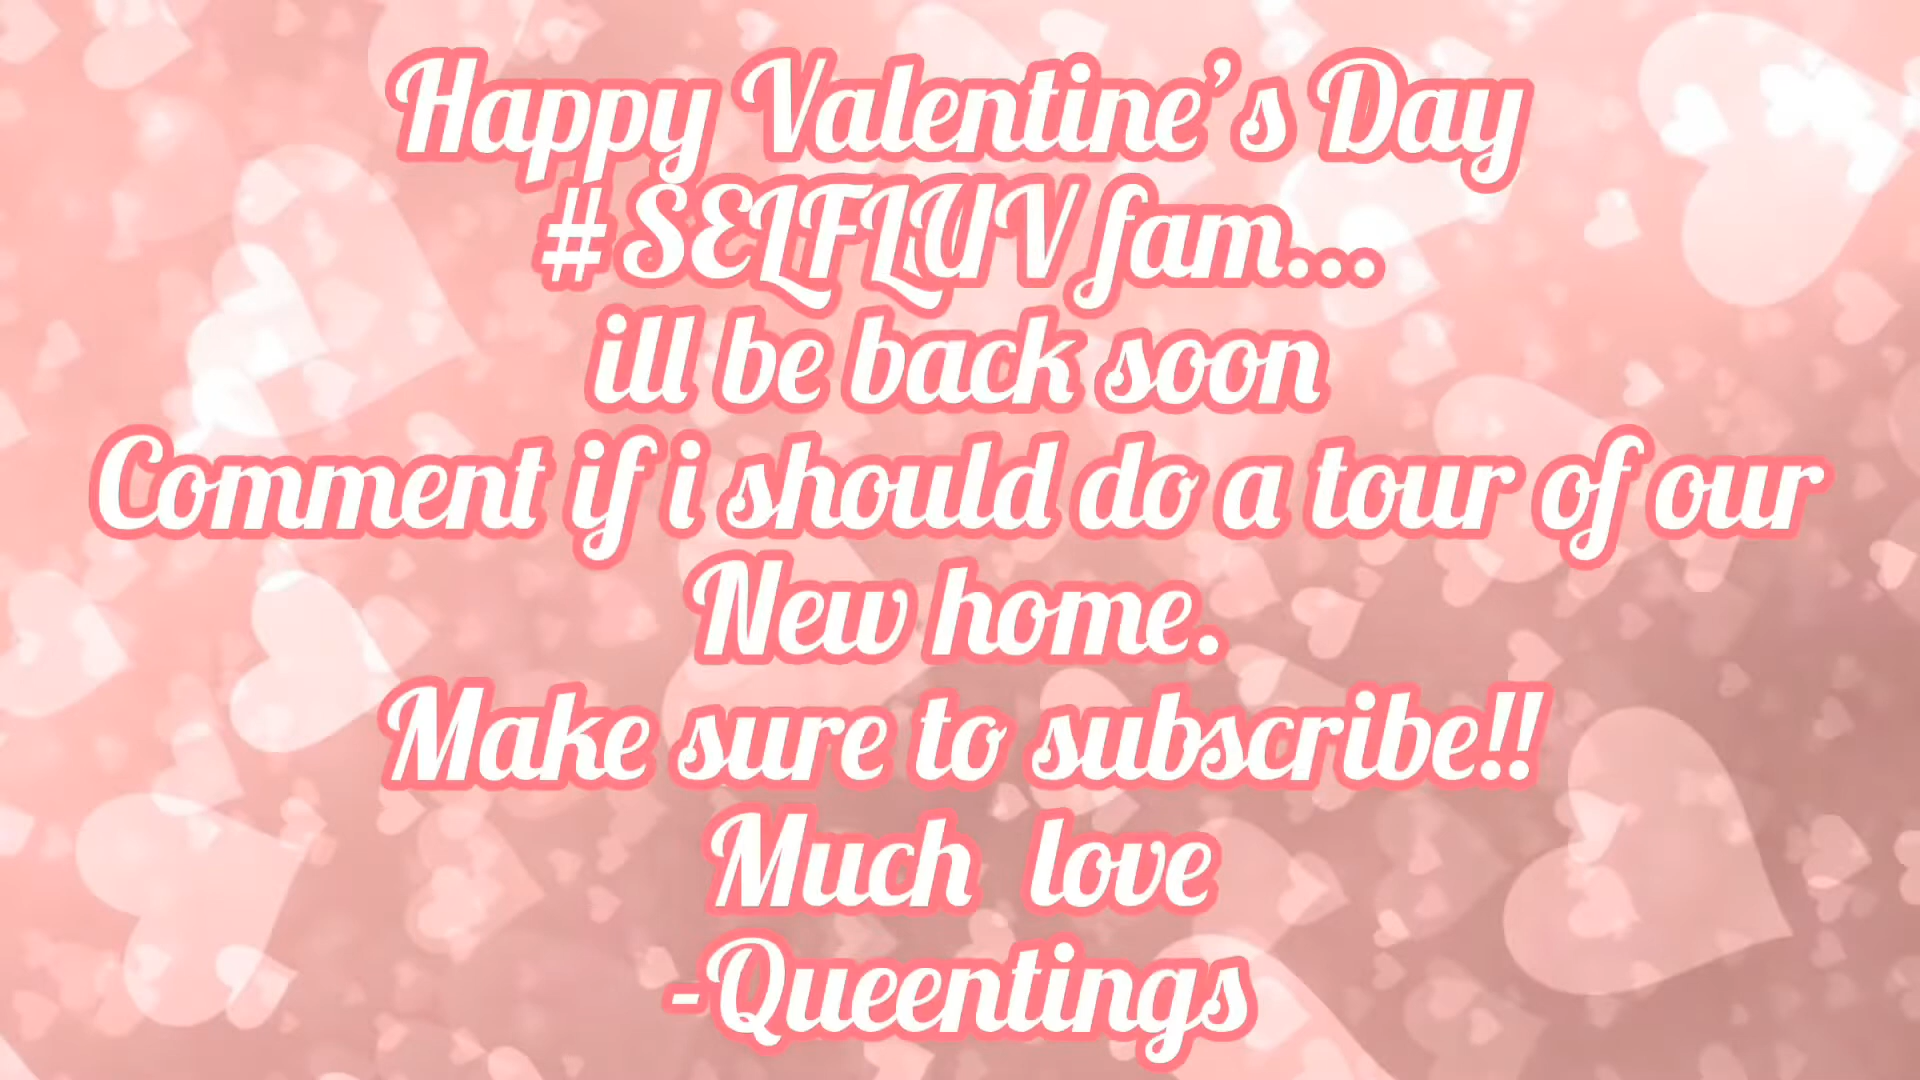 Happy Valentine's Day
#SELFLUV fam...
ill be back soon
Comment if i should do a tour of our
New home.
Make sure to subscribe!!
Much love
-Queentings